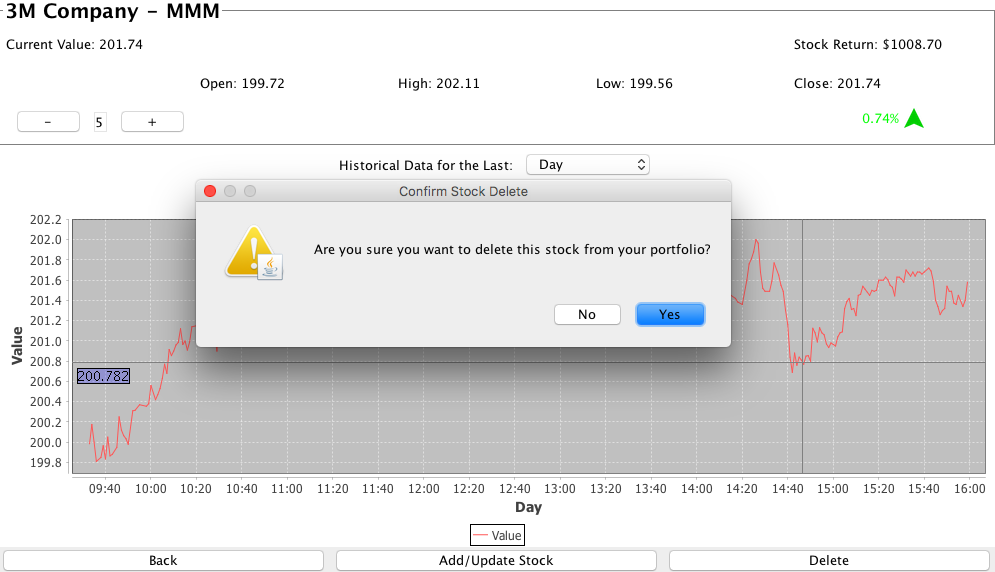 3M Company - MMM
Current Value: 201.74
Stock Return: $1008.70
Open: 199.72
High: 202.11
Low: 199.56
Close: 201.74
- 5 +
0.74%
Historical Data for the Last: Day
Confirm Stock Delete
Are you sure you want to delete this stock from your portfolio?
No
Yes
Value
202.2
202.0
201.8
201.6
201.4
201.2
201.0
200.8
200.6
200.4
200.2
200.0
199.8
200.782
09:40 10:00 10:20 10:40 11:00 11:20 11:40 12:00 12:20 12:40 13:00 13:20 13:40 14:00 14:20 14:40 15:00 15:20 15:40 16:00
Day
Value
Back
Add/Update Stock
Delete